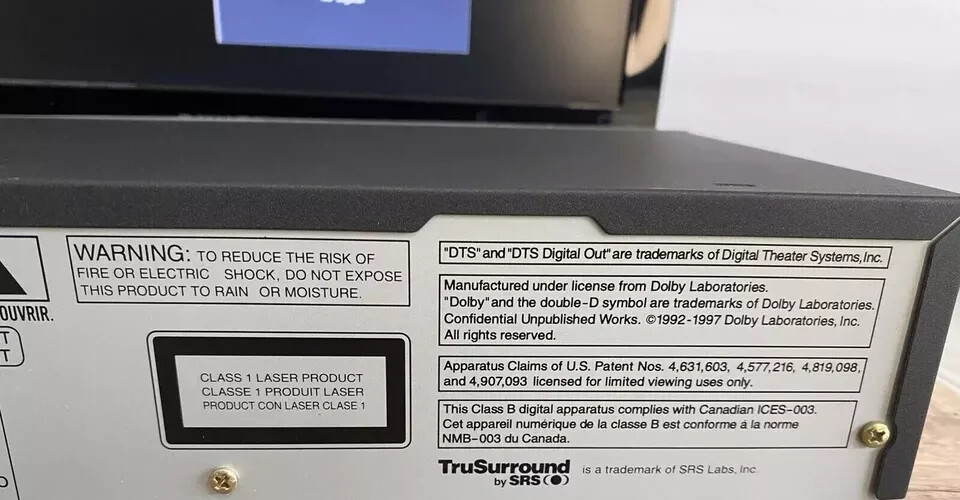 WARNING: TO REDUCE THE RISK OF
FIRE OR ELECTRIC SHOCK, DO NOT EXPOSE
THIS PRODUCT TO RAIN OR MOISTURE.
OUVRIR.
T
T
CLASS 1 LASER PRODUCT
CLASSE 1 PRODUIT LASER
PRODUCT CON LASER CLASE 1
"DTS" and "DTS Digital Out" are trademarks of Digital Theater Systems, Inc.
Manufactured under license from Dolby Laboratories.
"Dolby" and the double-D symbol are trademarks of Dolby Laboratories.
Confidential Unpublished Works. ©1992-1997 Dolby Laboratories, Inc.
All rights reserved.
Apparatus Claims of U.S. Patent Nos. 4,631,603, 4,577,216, 4,819,098,
and 4,907,093 licensed for limited viewing uses only.
This Class B digital apparatus complies with Canadian ICES-003.
Cet appareil numérique de la classe B est conforme à la norme
NMB-003 du Canada.
TruSurround is a trademark of SRS Labs, Inc.
by SRS